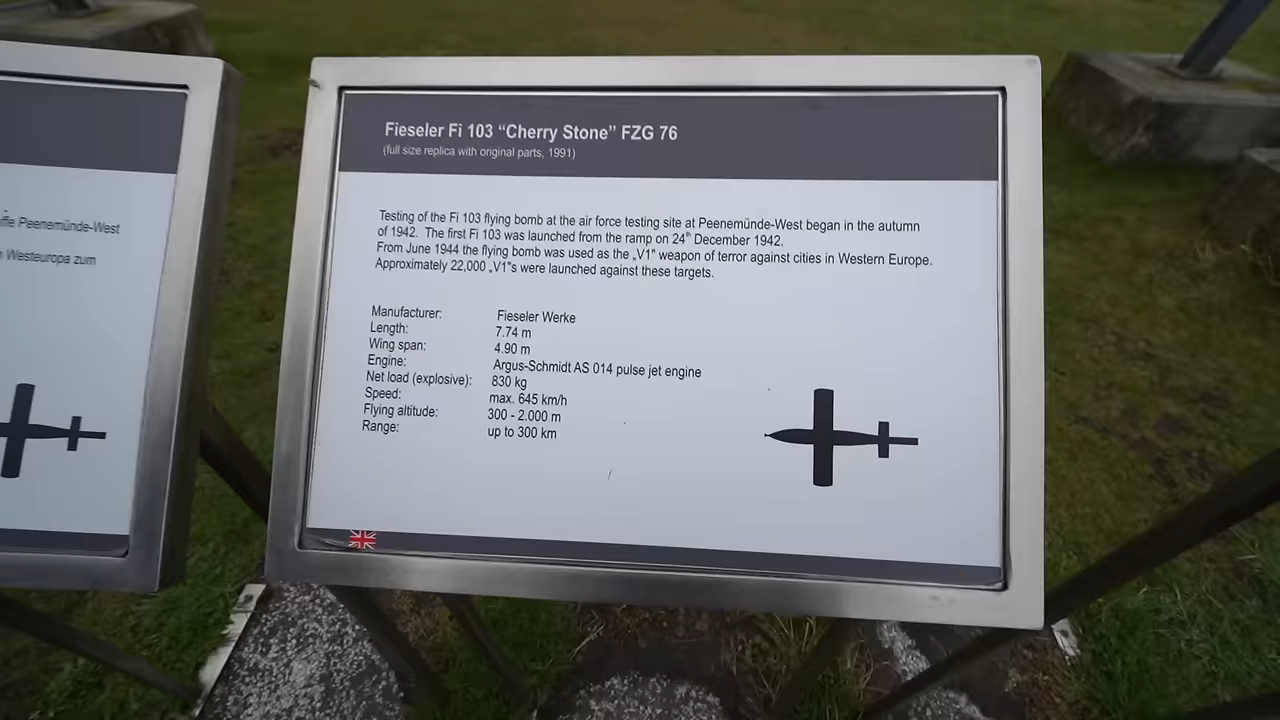 Peenemünde-West
Westeuropa zum
Fieseler Fi 103 “Cherry Stone” FZG 76
(full size replica with original parts, 1991)
Testing of the Fi 103 flying bomb at the air force testing site at Peenemünde-West began in the autumn
of 1942. The first Fi 103 was launched from the ramp on 24th December 1942.
From June 1944 the flying bomb was used as the „V1" weapon of terror against cities in Western Europe.
Approximately 22,000 „V1"s were launched against these targets.
Manufacturer: Fieseler Werke
Length: 7.74 m
Wing span: 4.90 m
Engine: Argus-Schmidt AS 014 pulse jet engine
Net load (explosive): 830 kg
Speed: max. 645 km/h
Flying altitude: 300 - 2.000 m
Range: up to 300 km